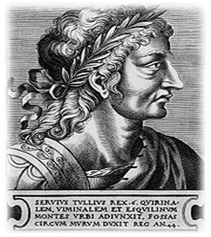 SERVIVS TVLLIVS REX.6. QVIRINA-
LEM, VIMINALEM ET ESQVILINVM
MONTES VRBI ADIVNXIT, FOSSAS
CIRCVM MVRVM DVXIT REG AN.44.